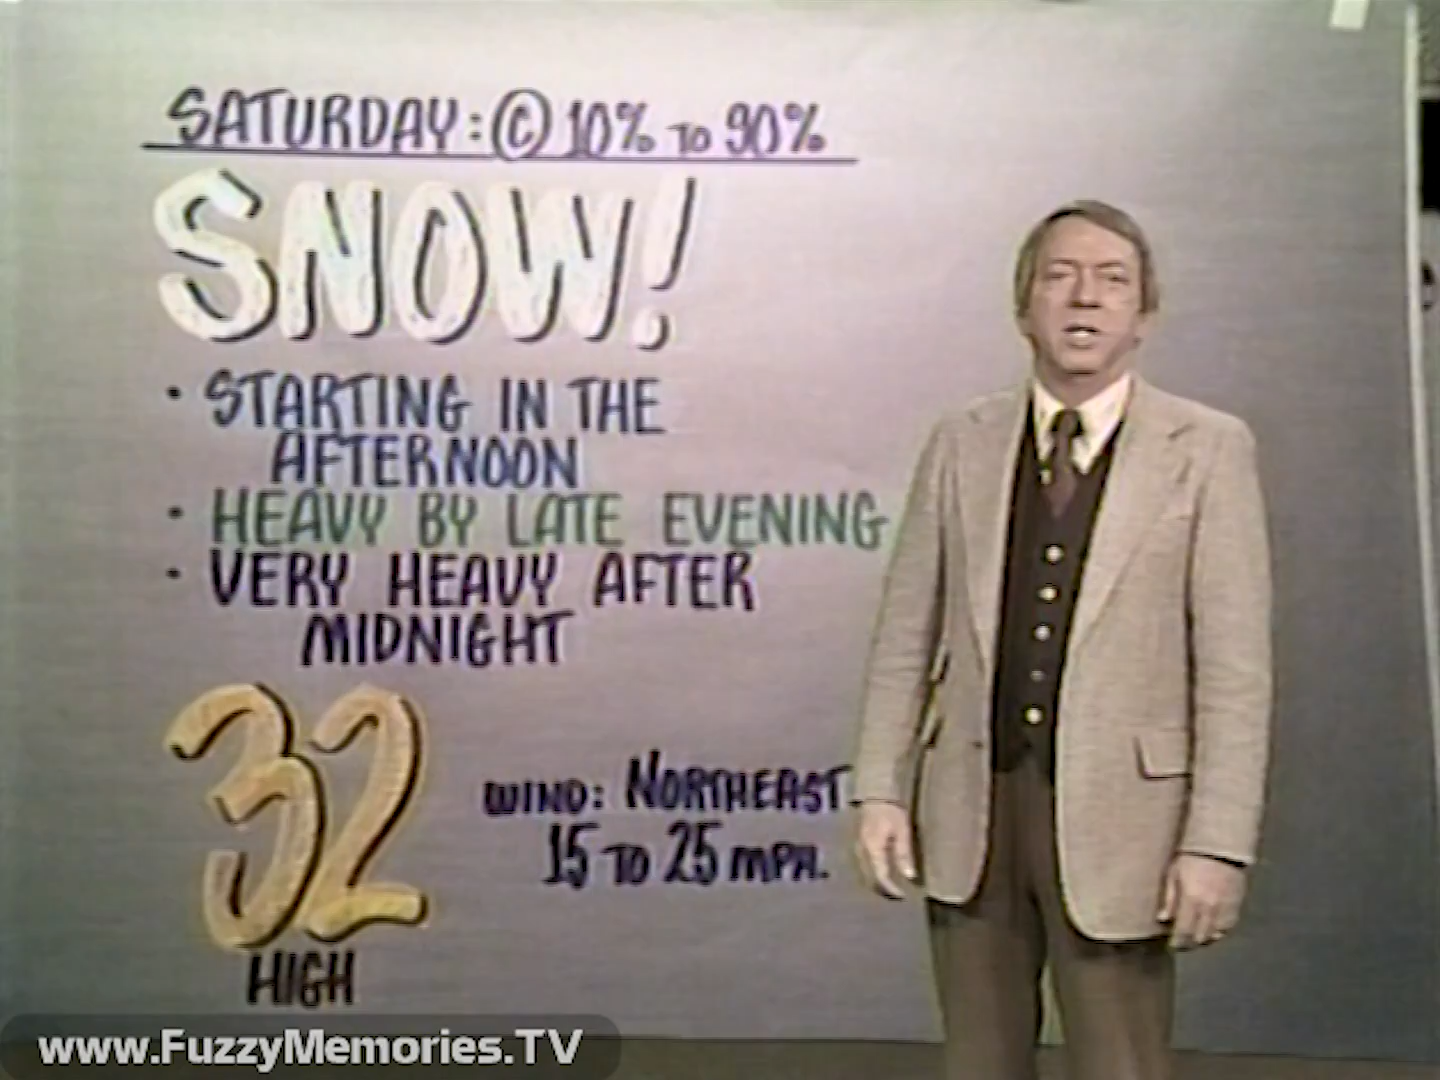 SATURDAY: © 10% TO 90%
SNOW!
• STARTING IN THE
AFTERNOON
• HEAVY BY LATE EVENING
• VERY HEAVY AFTER
MIDNIGHT
32
HIGH
WIND: NORTHEAST
15 TO 25 MPH.
www.FuzzyMemories.TV